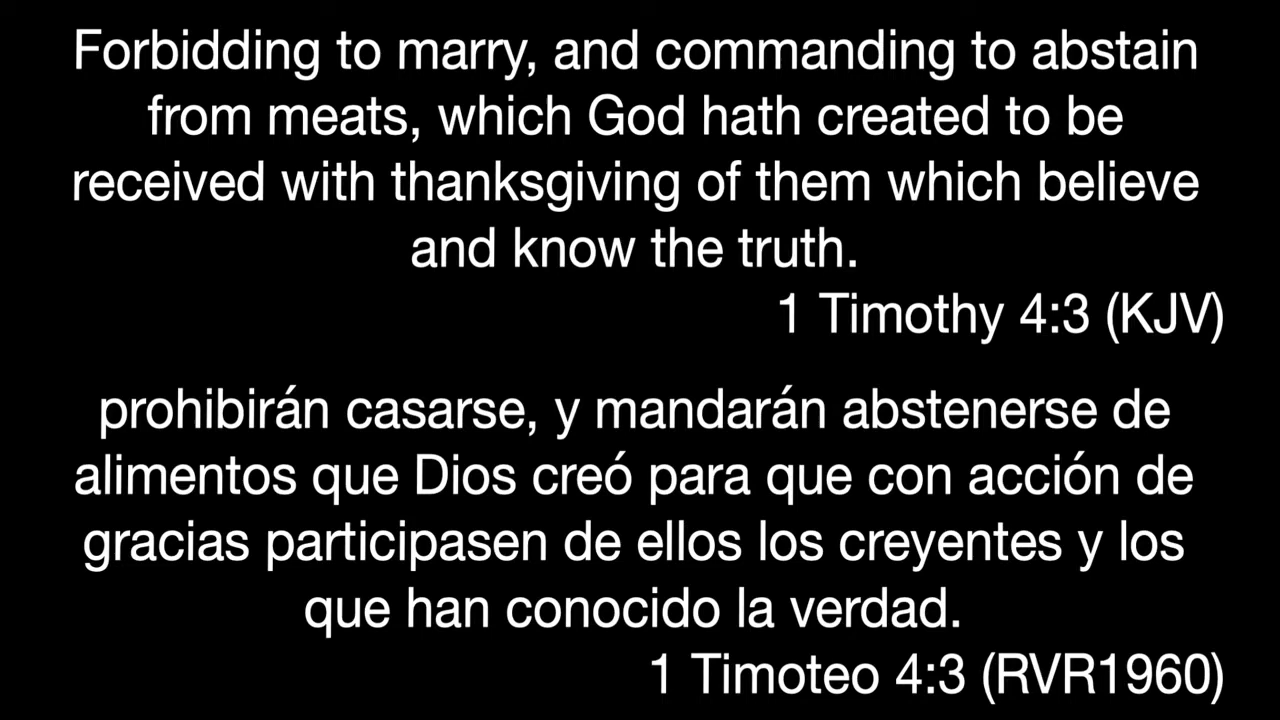 Forbidding to marry, and commanding to abstain
from meats, which God hath created to be
received with thanksgiving of them which believe
and know the truth.
1 Timothy 4:3 (KJV)
prohibirán casarse, y mandarán abstenerse de
alimentos que Dios creó para que con acción de
gracias participasen de ellos los creyentes y los
que han conocido la verdad.
1 Timoteo 4:3 (RVR1960)